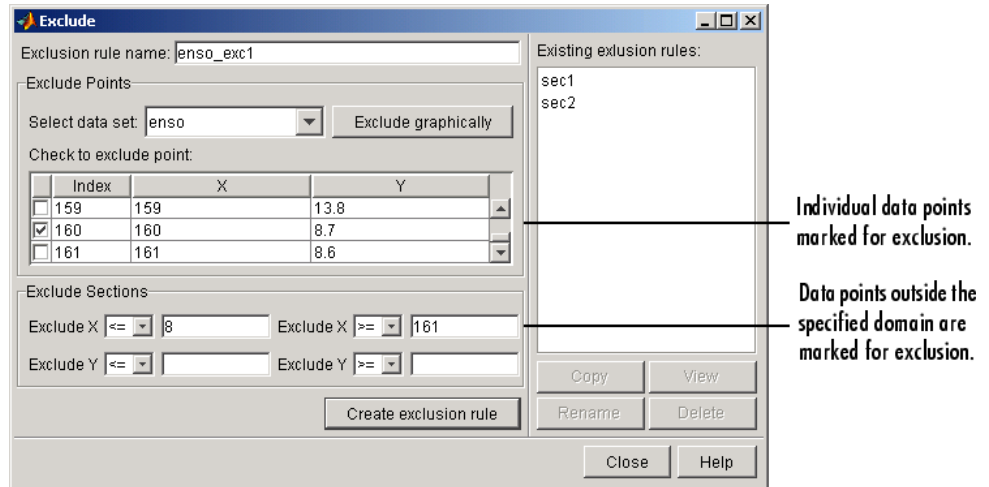 Exclude
Exclusion rule name: enso_exc1
Exclude Points
Select data set: enso Exclude graphically
Check to exclude point:
Index X Y
159 159 13.8
160 160 8.7
161 161 8.6
Exclude Sections
Exclude X <= 8 Exclude X >= 161
Exclude Y <= Exclude Y >=
Create exclusion rule
Existing exlusion rules:
sec1
sec2
Copy View
Rename Delete
Close Help
Individual data points
marked for exclusion.
Data points outside the
specified domain are
marked for exclusion.